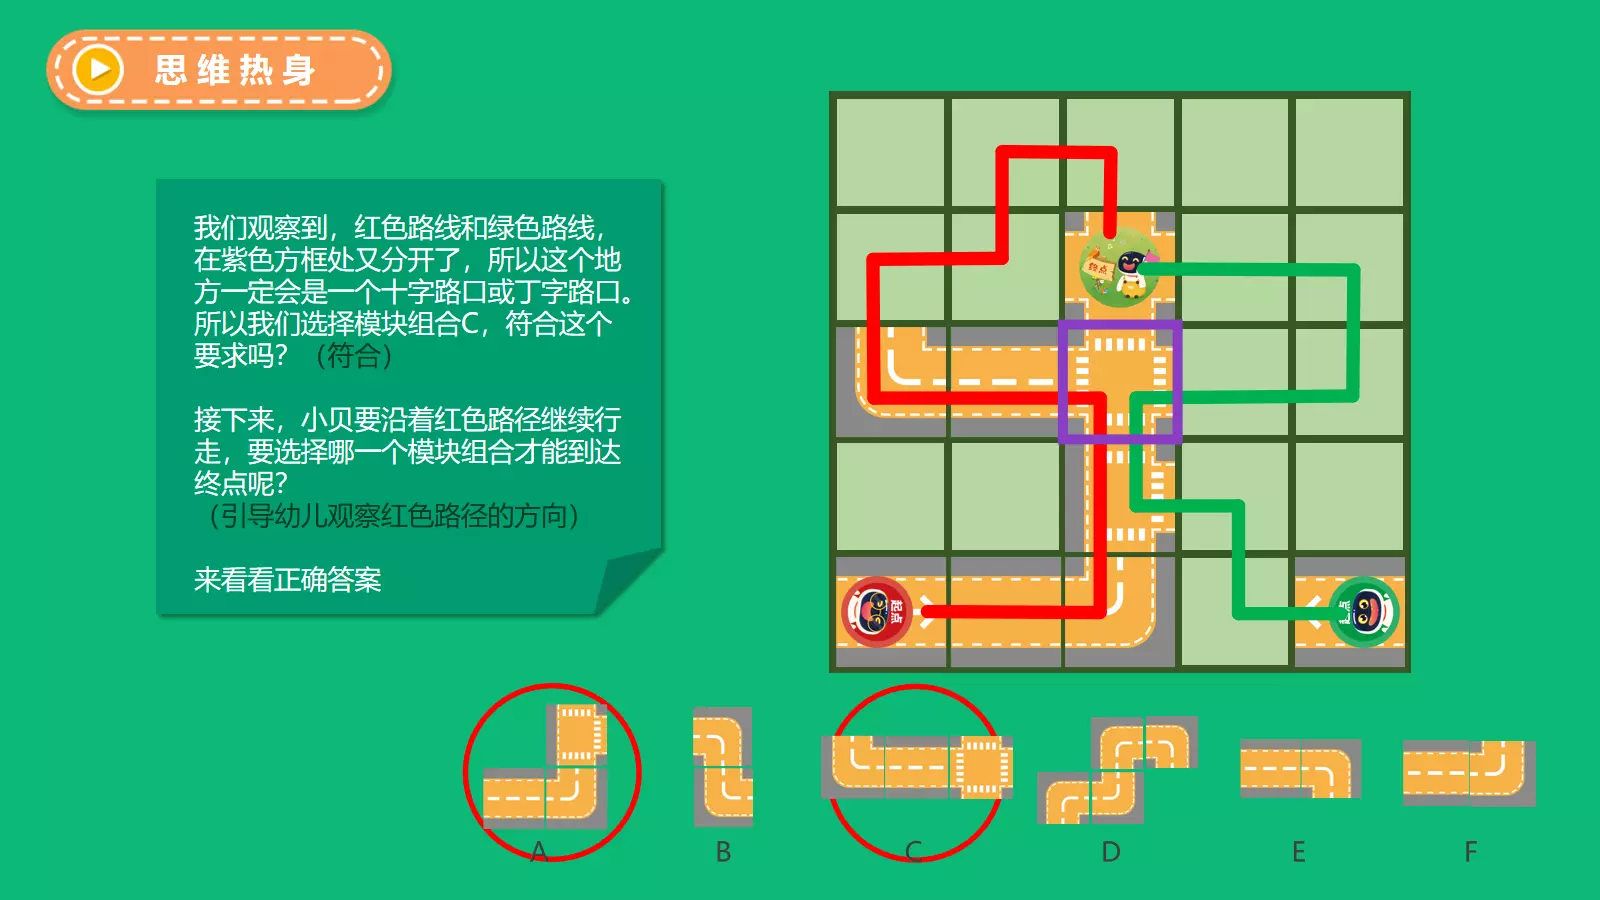 思维热身
我们观察到，红色路线和绿色路线，
在紫色方框处又分开了，所以这个地
方一定会是一个十字路口或丁字路口。
所以我们选择模块组合C，符合这个
要求吗？（符合）
接下来，小贝要沿着红色路径继续行
走，要选择哪一个模块组合才能到达
终点呢？
（引导幼儿观察红色路径的方向）
来看看正确答案
终点
起点
A
B
C
D
E
F